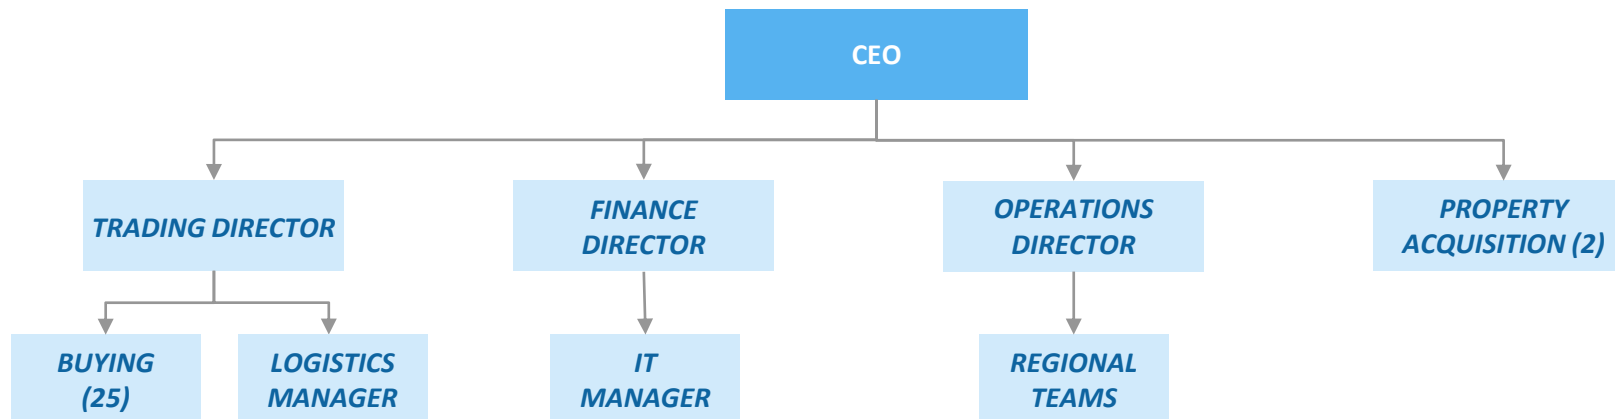 CEO
TRADING DIRECTOR
FINANCE
DIRECTOR
OPERATIONS
DIRECTOR
PROPERTY
ACQUISITION (2)
BUYING
(25)
LOGISTICS
MANAGER
IT
MANAGER
REGIONAL
TEAMS